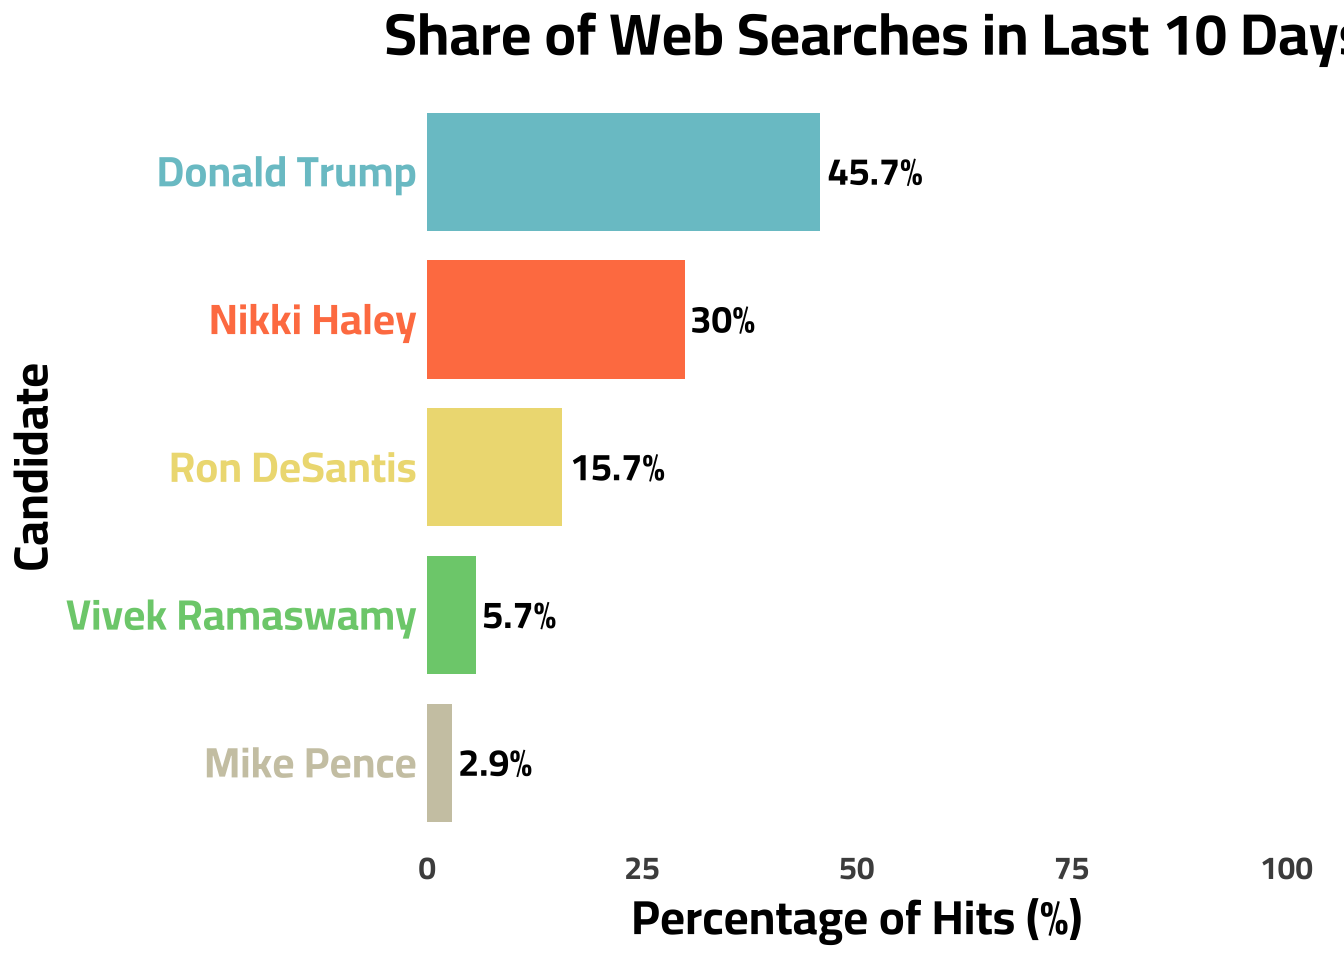 Share of Web Searches in Last 10 Days
Donald Trump
45.7%
Nikki Haley
30%
Ron DeSantis
15.7%
Vivek Ramaswamy
5.7%
Mike Pence
2.9%
Candidate
0 25 50 75 100
Percentage of Hits (%)